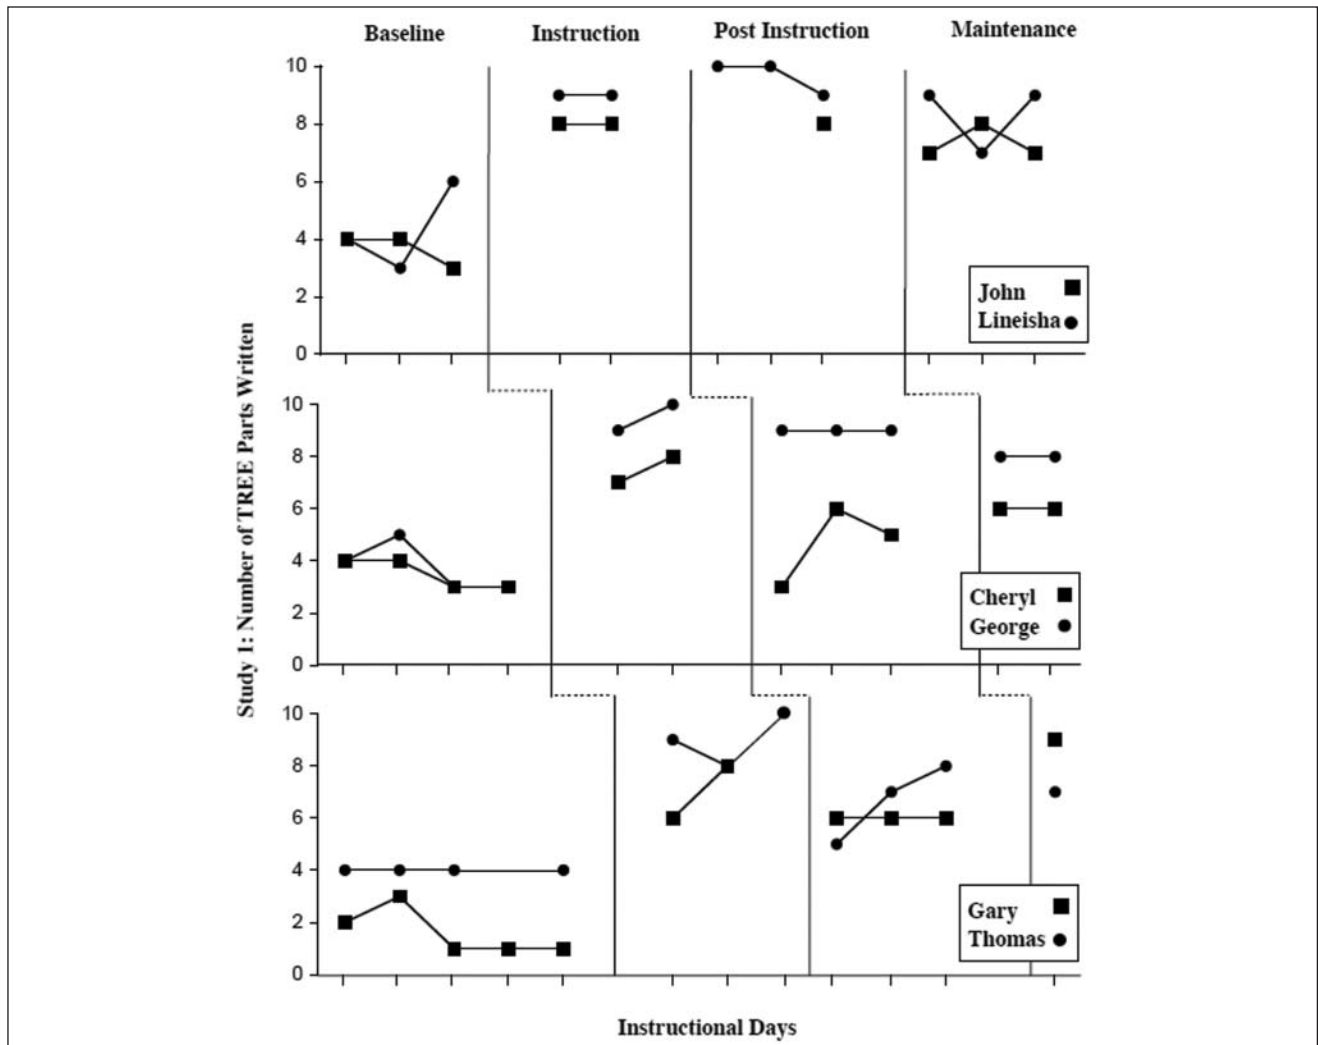 Baseline Instruction Post Instruction Maintenance
Study 1: Number of TREE Parts Written
10
8
6
4
2
0
John
Lineisha
10
8
6
4
2
0
Cheryl
George
10
8
6
4
2
0
Gary
Thomas
Instructional Days